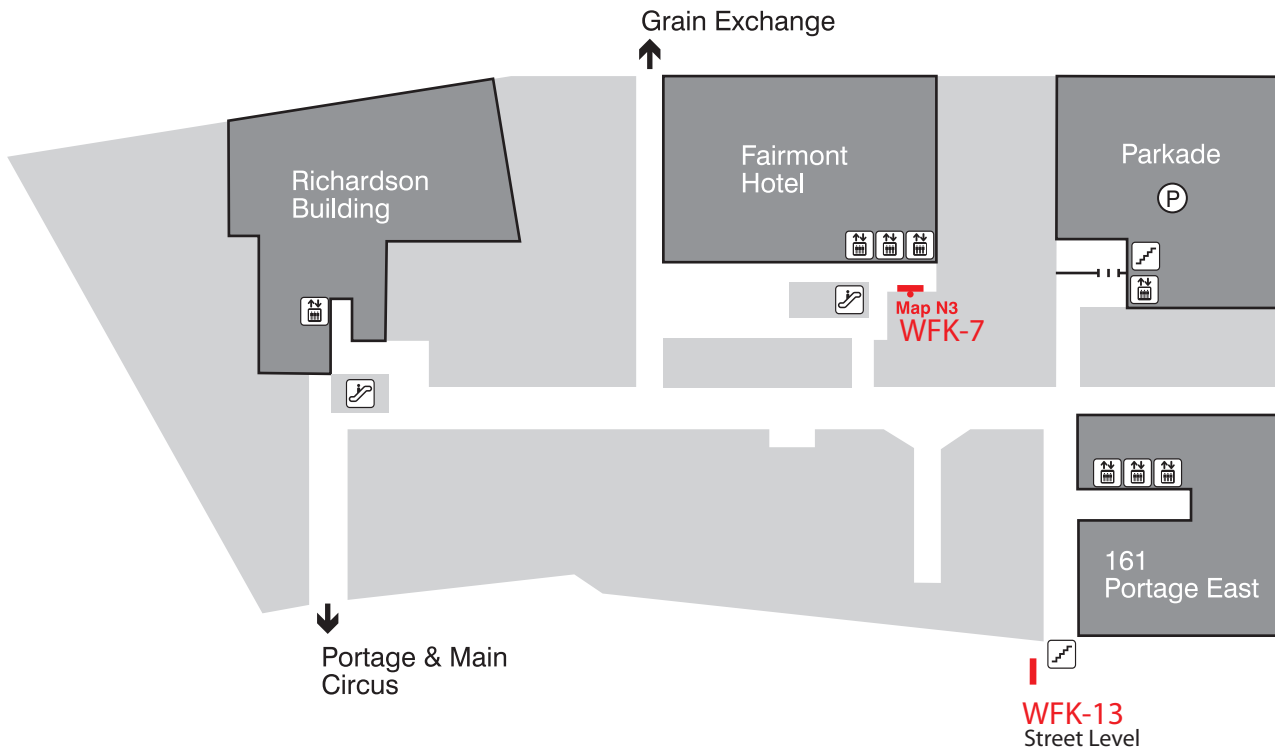 Grain Exchange
Richardson
Building
Fairmont
Hotel
Parkade
P
Map N3
WFK-7
161
Portage East
Portage & Main
Circus
WFK-13
Street Level